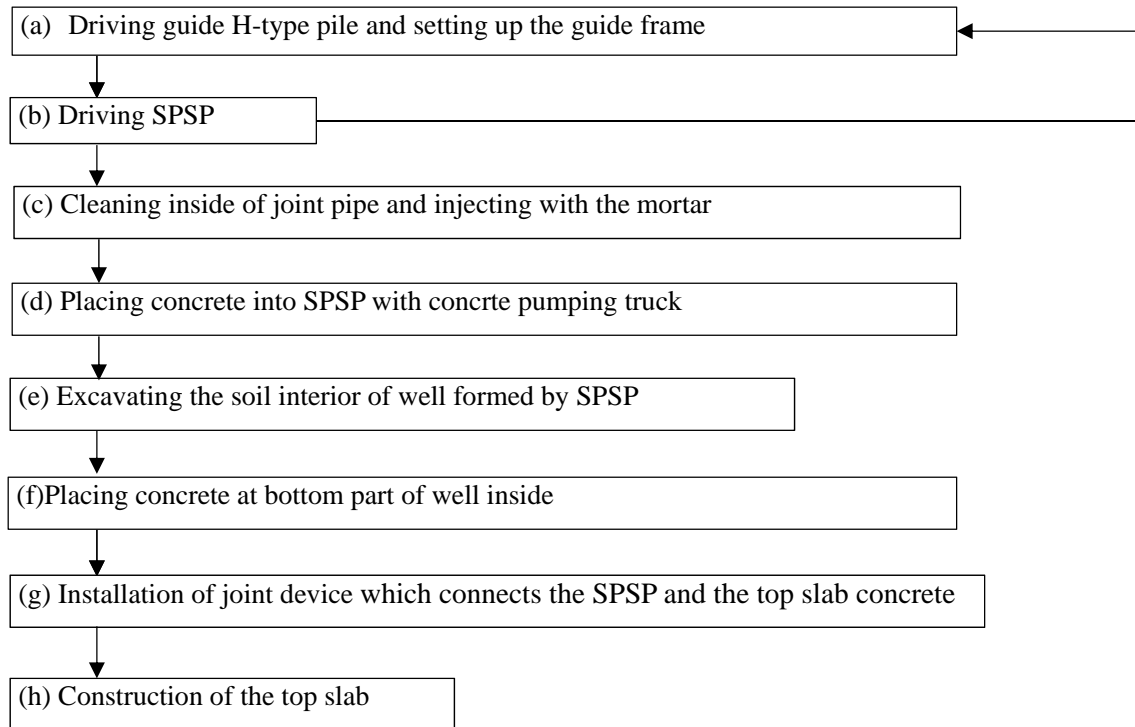 (a) Driving guide H-type pile and setting up the guide frame
(b) Driving SPSP
(c) Cleaning inside of joint pipe and injecting with the mortar
(d) Placing concrete into SPSP with concrte pumping truck
(e) Excavating the soil interior of well formed by SPSP
(f)Placing concrete at bottom part of well inside
(g) Installation of joint device which connects the SPSP and the top slab concrete
(h) Construction of the top slab